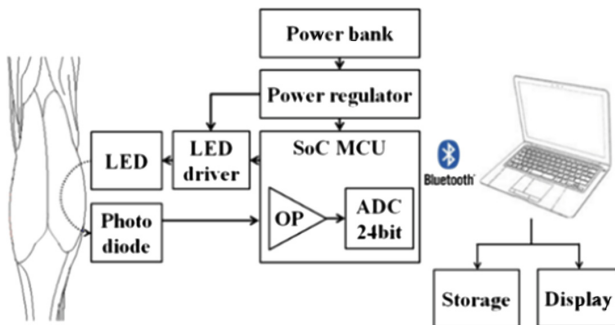 Power bank
Power regulator
SoC MCU
LED
LED
driver
Photo
diode
OP
ADC
24bit
Bluetooth
Storage
Display